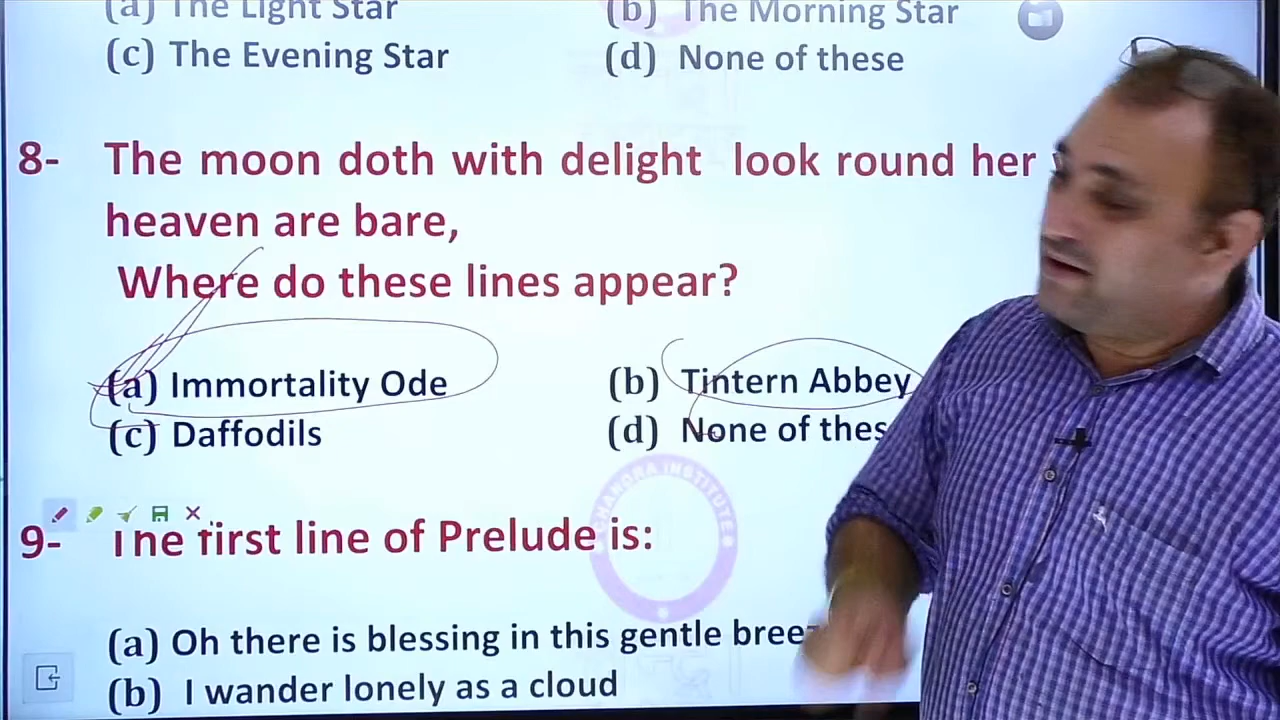 (a) The Light Star (b) The Morning Star
(c) The Evening Star (d) None of these
8- The moon doth with delight look round her
heaven are bare,
Where do these lines appear?
(a) Immortality Ode (b) Tintern Abbey
(c) Daffodils (d) None of thes
9- The first line of Prelude is:
CHANDRA INSTITUTE
(a) Oh there is blessing in this gentle bree
(b) I wander lonely as a cloud